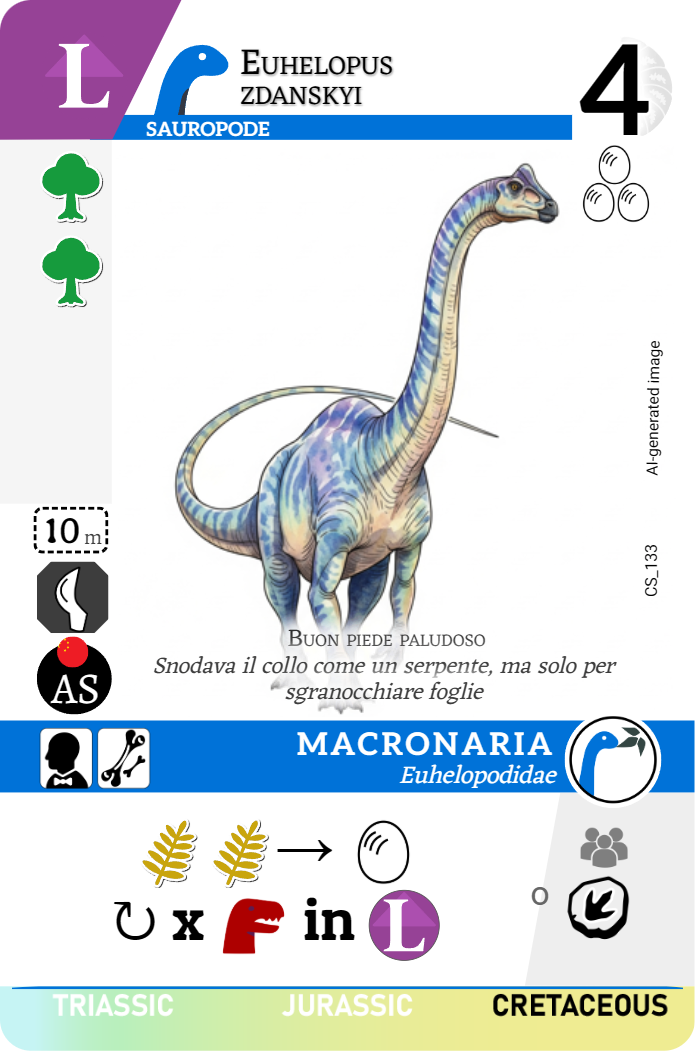 L
EUHELOPUS
ZDANSKYI
4
SAUROPODE
AI-generated image
10 m
CS_133
AS
BUON PIEDE PALUDOSO
Snodava il collo come un serpente, ma solo per
sgranocchiare foglie
MACRONARIA
Euhelopodidae
O
x in L
TRIASSIC JURASSIC CRETACEOUS